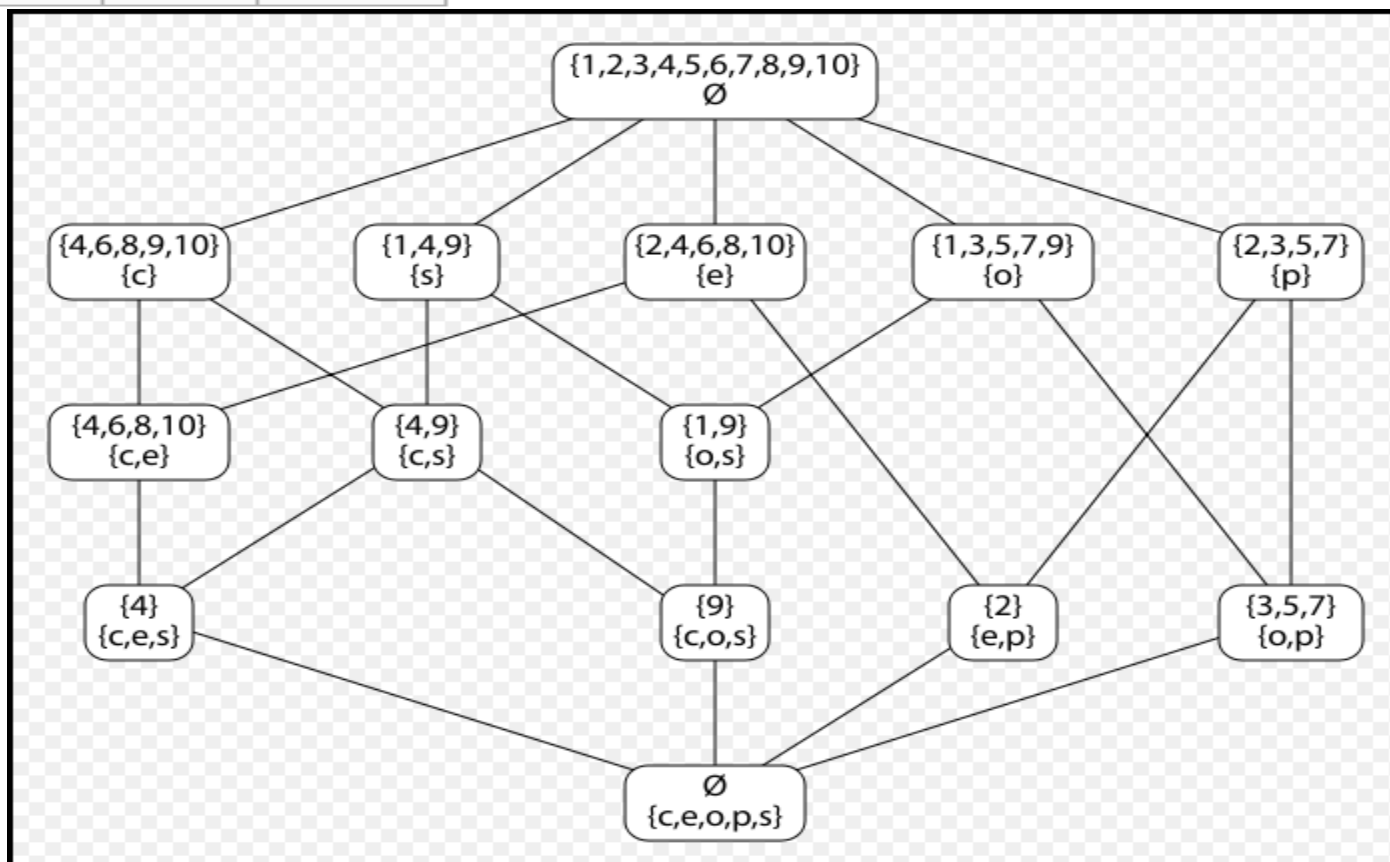 {1,2,3,4,5,6,7,8,9,10}
Ø
{4,6,8,9,10}
{c}
{1,4,9}
{s}
{2,4,6,8,10}
{e}
{1,3,5,7,9}
{o}
{2,3,5,7}
{p}
{4,6,8,10}
{c,e}
{4,9}
{c,s}
{1,9}
{o,s}
{4}
{c,e,s}
{9}
{c,o,s}
{2}
{e,p}
{3,5,7}
{o,p}
Ø
{c,e,o,p,s}